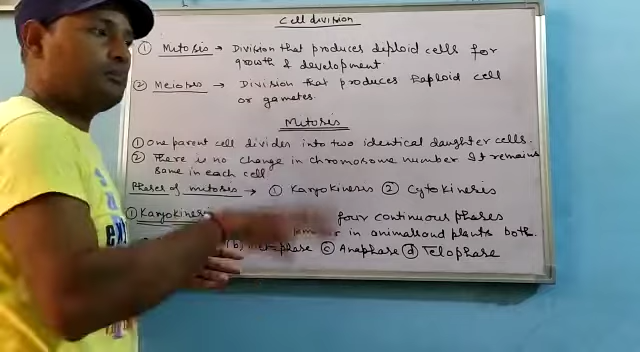 Cell division
① Mitosis → Division that produces deploid cells for
growth & development
② Meiosis → Division that produces Haploid cell
or gametes.
Mitosis
① One parent cell divides into two identical daughter cells.
② There is no change in chromosome number It remains
same in each cell
Phases of mitosis → ① Karyokinesis ② Cytokinesis
① Karyokinesis four continuous phases
in animal and plants both.
(b) Metaphase (c) Anaphase (d) Telophase